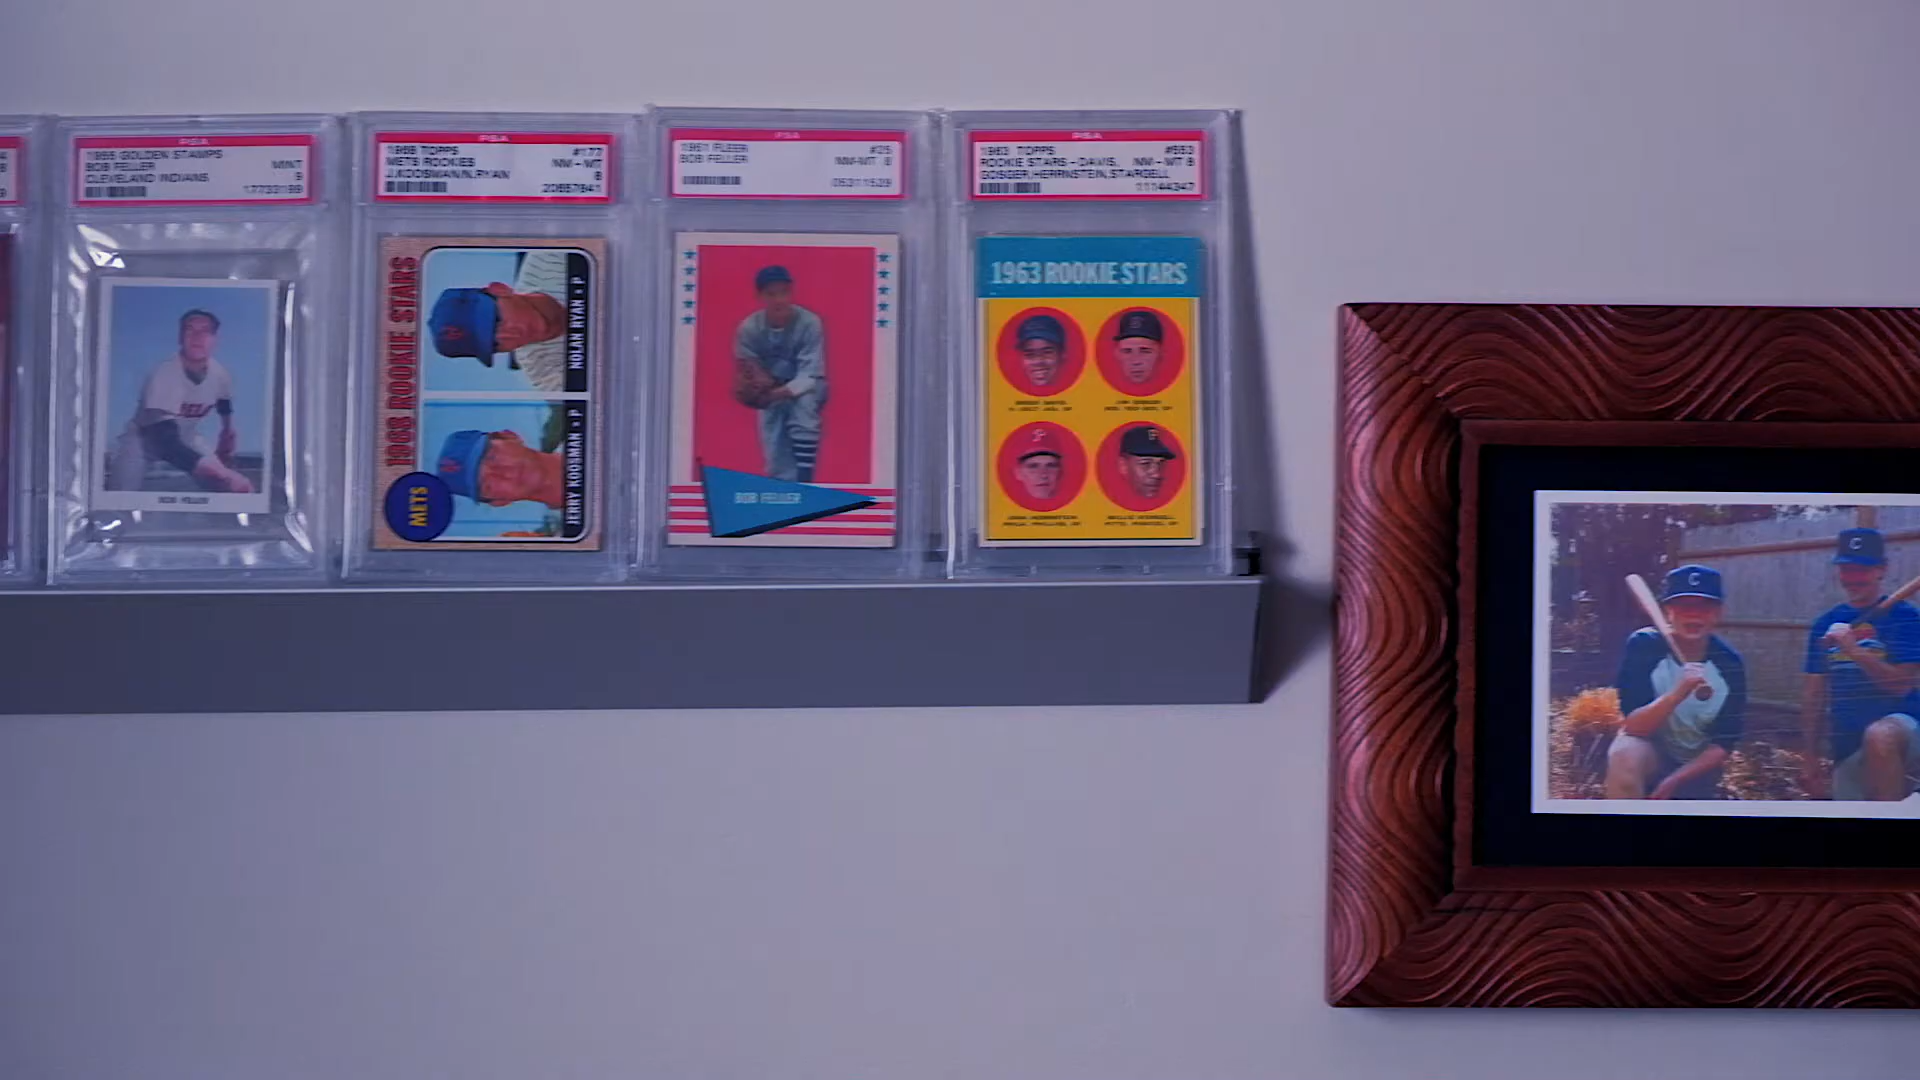 PSA
1955 GOLDEN STAMPS
BOB FELLER MINT
CLEVELAND INDIANS 9
17733199
BOB FELLER
PSA
1968 TOPPS #177
METS ROOKIES NM - MT
J.KOOSMAN/N.RYAN 8
20857841
1968 ROOKIE STARS
METS
NOLAN RYAN • P
JERRY KOOSMAN • P
PSA
1961 FLEER #25
BOB FELLER NM-MT 8
05311529
BOB FELLER
PSA
1963 TOPPS #553
ROOKIE STARS - DAVIS, NM - MT 8
GOSGER,HERRNSTEIN,STARGELL
11144347
1963 ROOKIE STARS
C
C